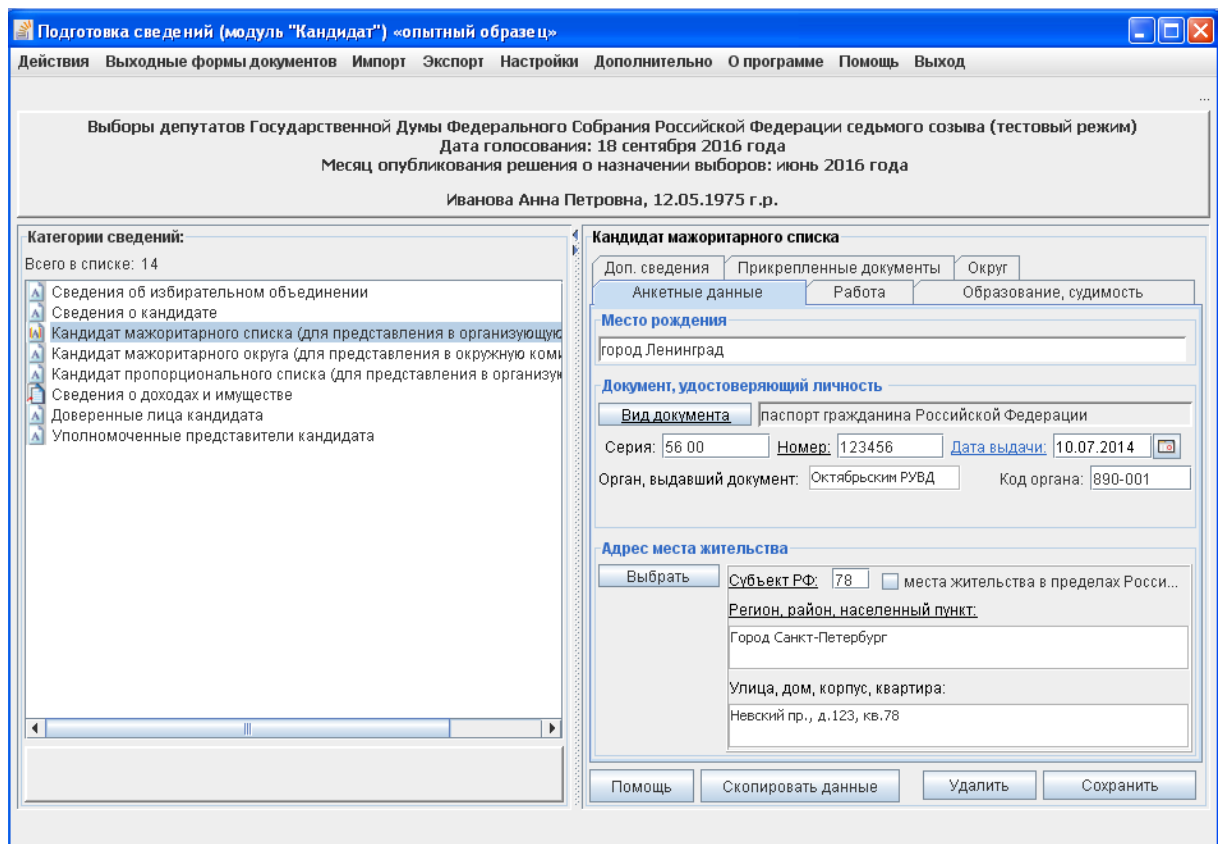 Подготовка сведений (модуль "Кандидат") «опытный образец»
Действия Выходные формы документов Импорт Экспорт Настройки Дополнительно О программе Помощь Выход
...
Выборы депутатов Государственной Думы Федерального Собрания Российской Федерации седьмого созыва (тестовый режим)
Дата голосования: 18 сентября 2016 года
Месяц опубликования решения о назначении выборов: июнь 2016 года
Иванова Анна Петровна, 12.05.1975 г.р.
Категории сведений:
Всего в списке: 14
Сведения об избирательном объединении
Сведения о кандидате
Кандидат мажоритарного списка (для представления в организующую
Кандидат мажоритарного округа (для представления в окружную коми
Кандидат пропорционального списка (для представления в организую
Сведения о доходах и имуществе
Доверенные лица кандидата
Уполномоченные представители кандидата
Кандидат мажоритарного списка
Доп. сведения Прикрепленные документы Округ
Анкетные данные Работа Образование, судимость
Место рождения
город Ленинград
Документ, удостоверяющий личность
Вид документа паспорт гражданина Российской Федерации
Серия: 56 00 Номер: 123456 Дата выдачи: 10.07.2014
Орган, выдавший документ: Октябрьским РУВД Код органа: 890-001
Адрес места жительства
Выбрать Субъект РФ: 78 места жительства в пределах Росси...
Регион, район, населенный пункт:
Город Санкт-Петербург
Улица, дом, корпус, квартира:
Невский пр., д.123, кв.78
Помощь Скопировать данные Удалить Сохранить